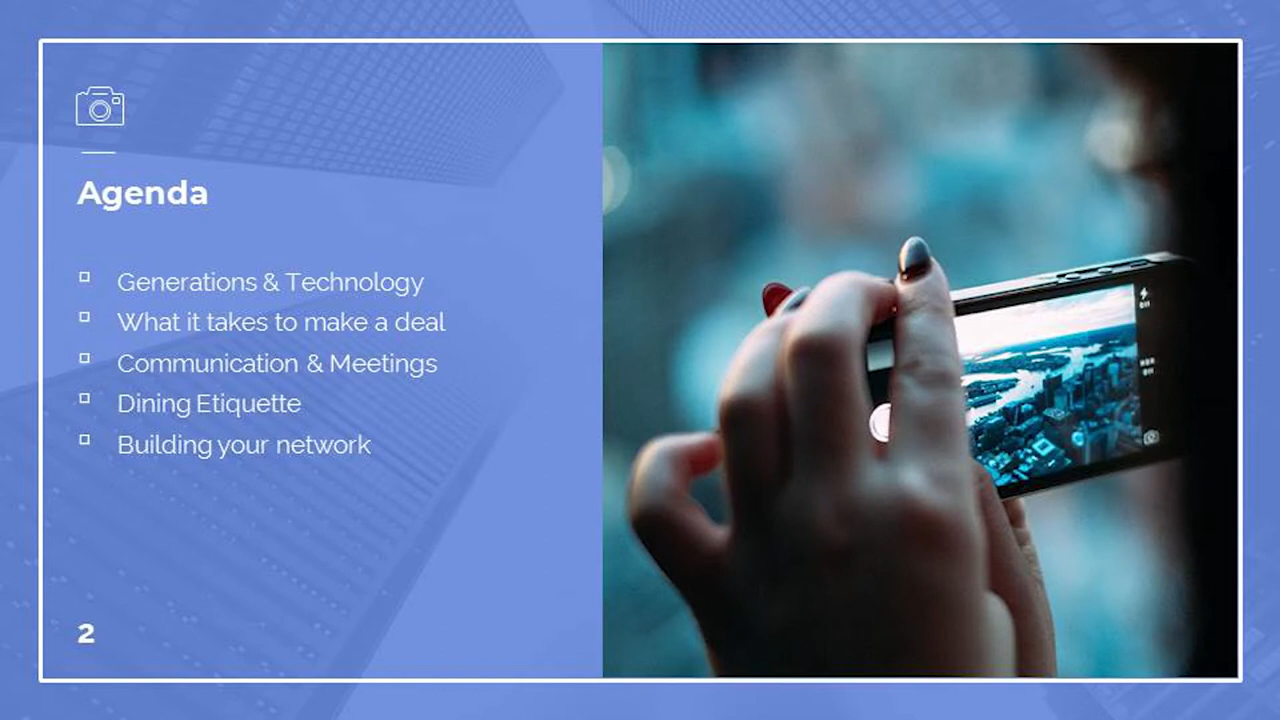 Agenda
Generations & Technology
What it takes to make a deal
Communication & Meetings
Dining Etiquette
Building your network
2